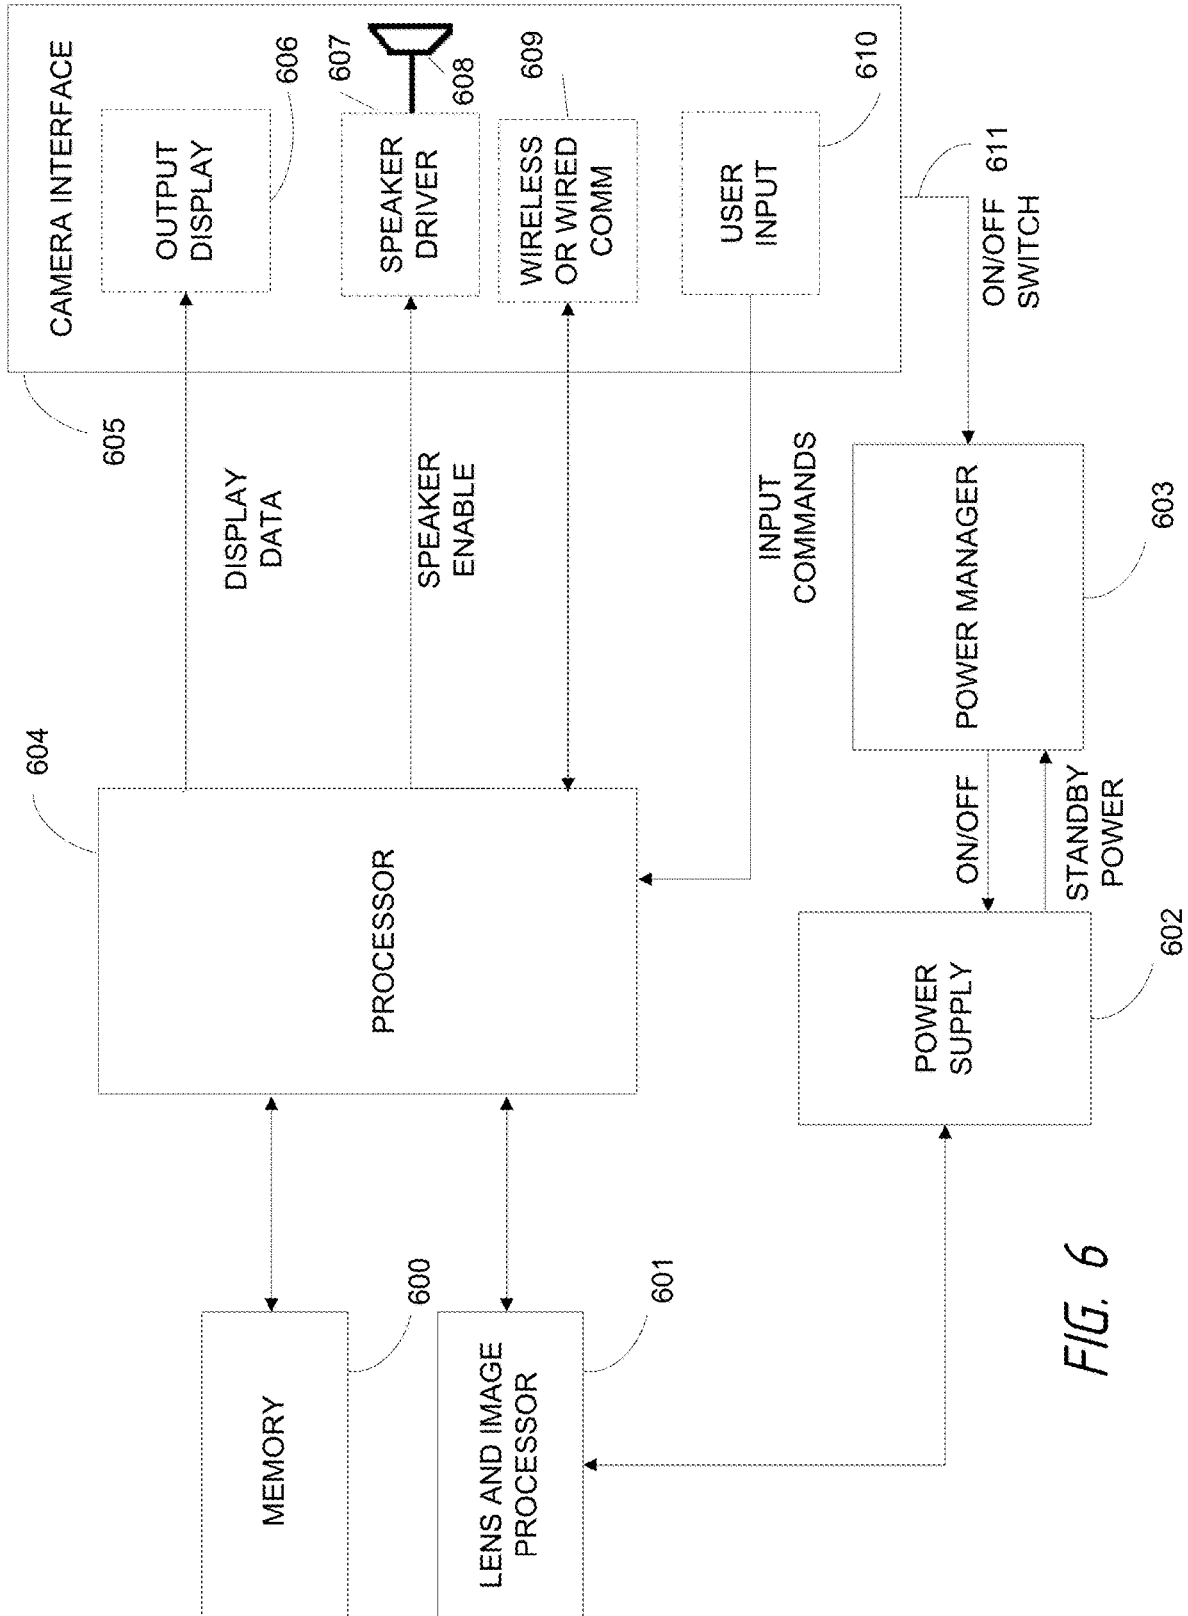 CAMERA INTERFACE
605
OUTPUT
DISPLAY
606
SPEAKER
DRIVER
607
608
WIRELESS
OR WIRED
COMM
609
USER
INPUT
610
ON/OFF
SWITCH
611
DISPLAY
DATA
SPEAKER
ENABLE
INPUT
COMMANDS
604
PROCESSOR
POWER MANAGER
603
ON/OFF
STANDBY
POWER
POWER
SUPPLY
602
MEMORY
600
LENS AND IMAGE
PROCESSOR
601
FIG. 6